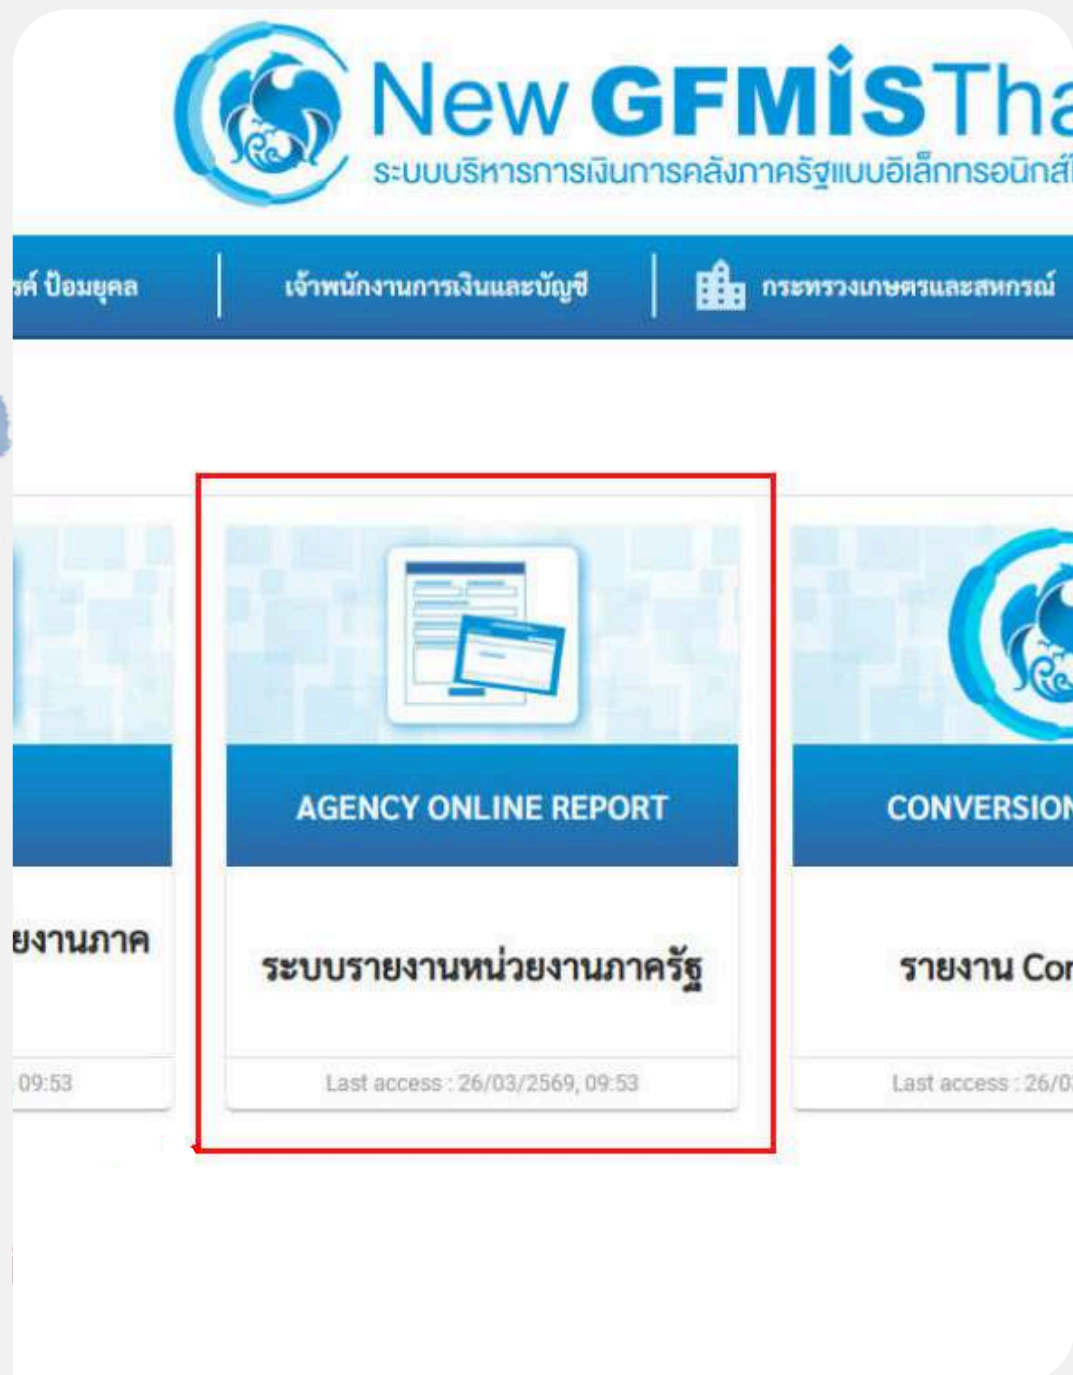 New GFMIS Tha
ระบบบริหารการเงินการคลังภาครัฐแบบอิเล็กทรอนิกส์ใ
รค์ ป้อมยุคล
เจ้าพนักงานการเงินและบัญชี
กระทรวงเกษตรและสหกรณ์
AGENCY ONLINE REPORT
CONVERSION
ยงานภาค
ระบบรายงานหน่วยงานภาครัฐ
รายงาน Con
09:53
Last access : 26/03/2569, 09:53
Last access : 26/03